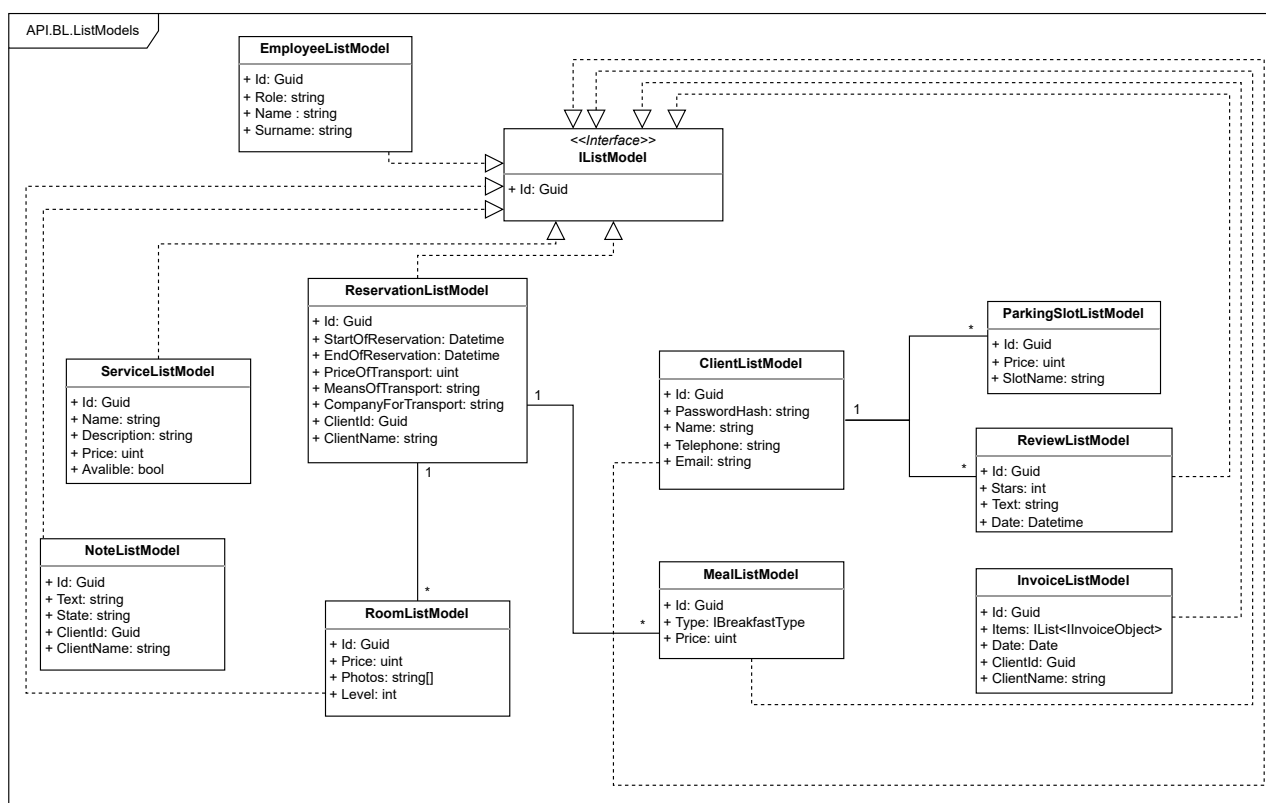 API.BL.ListModels
EmployeeListModel
+ Id: Guid
+ Role: string
+ Name : string
+ Surname: string
<<Interface>>
IListModel
+ Id: Guid
ReservationListModel
+ Id: Guid
+ StartOfReservation: Datetime
+ EndOfReservation: Datetime
+ PriceOfTransport: uint
+ MeansOfTransport: string
+ CompanyForTransport: string
+ ClientId: Guid
+ ClientName: string
1
1
ParkingSlotListModel
+ Id: Guid
+ Price: uint
+ SlotName: string
*
ServiceListModel
+ Id: Guid
+ Name: string
+ Description: string
+ Price: uint
+ Avalible: bool
ClientListModel
+ Id: Guid
+ PasswordHash: string
+ Name: string
+ Telephone: string
+ Email: string
1
ReviewListModel
+ Id: Guid
+ Stars: int
+ Text: string
+ Date: Datetime
*
NoteListModel
+ Id: Guid
+ Text: string
+ State: string
+ ClientId: Guid
+ ClientName: string
*
RoomListModel
+ Id: Guid
+ Price: uint
+ Photos: string[]
+ Level: int
*
MealListModel
+ Id: Guid
+ Type: IBreakfastType
+ Price: uint
InvoiceListModel
+ Id: Guid
+ Items: IList<IInvoiceObject>
+ Date: Date
+ ClientId: Guid
+ ClientName: string